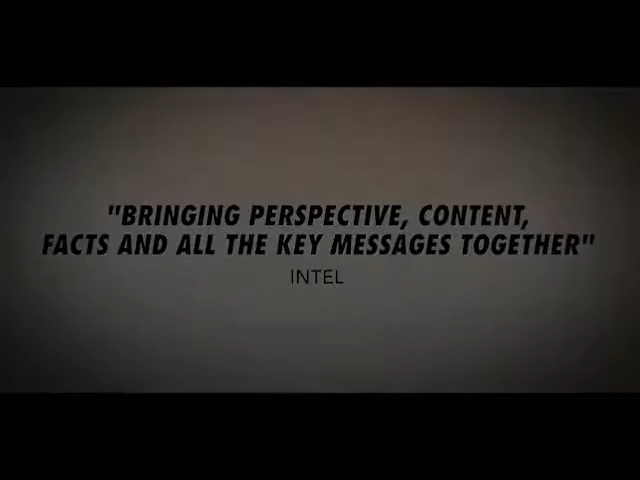 "BRINGING PERSPECTIVE, CONTENT,
FACTS AND ALL THE KEY MESSAGES TOGETHER"
INTEL